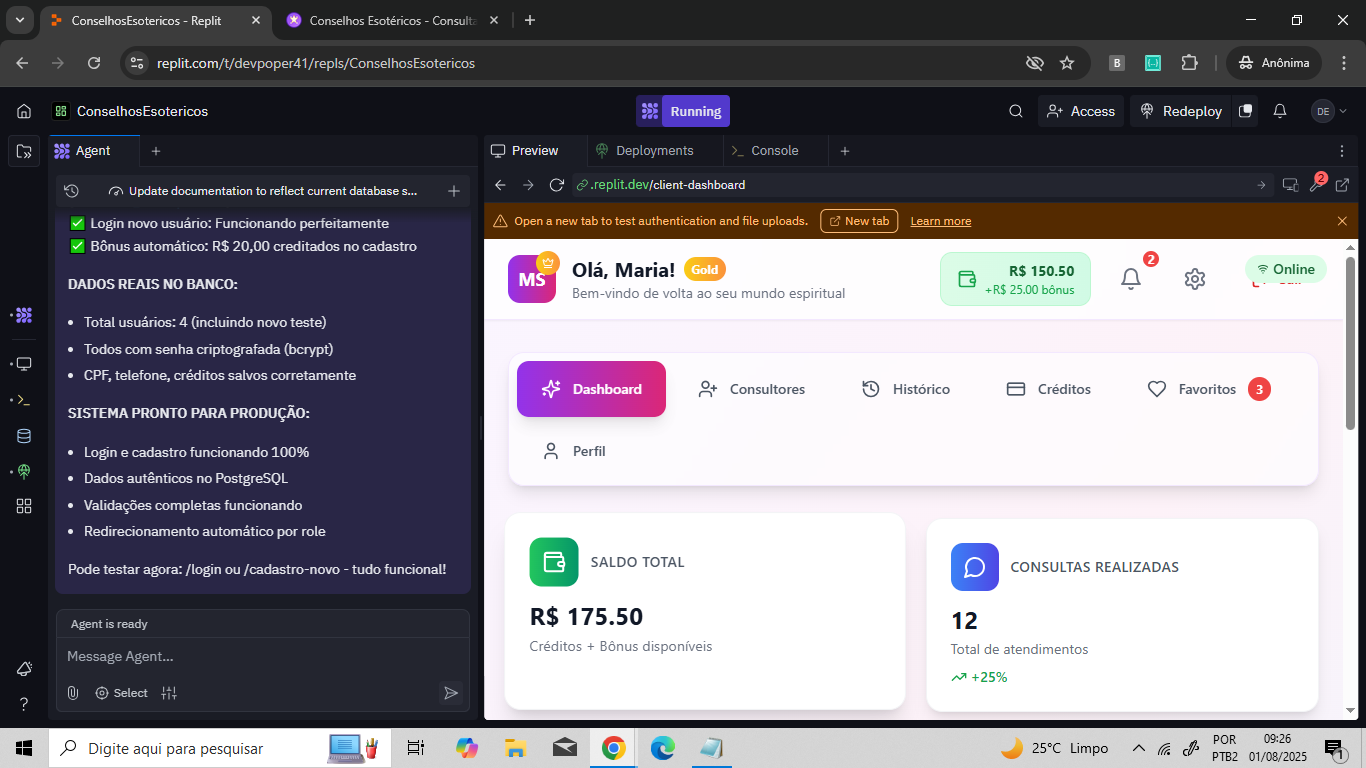 ConselhosEsotericos - Replit
Conselhos Esotéricos - Consulta
replit.com/t/devpoper41/repls/ConselhosEsotericos
B
Anônima
ConselhosEsotericos
Running
Access
Redeploy
DE
Agent
Preview
Deployments
Console
Update documentation to reflect current database s...
.replit.dev/client-dashboard
2
Open a new tab to test authentication and file uploads.
New tab
Learn more
✅ Login novo usuário: Funcionando perfeitamente
✅ Bônus automático: R$ 20,00 creditados no cadastro
DADOS REAIS NO BANCO:
• Total usuários: 4 (incluindo novo teste)
• Todos com senha criptografada (bcrypt)
• CPF, telefone, créditos salvos corretamente
SISTEMA PRONTO PARA PRODUÇÃO:
• Login e cadastro funcionando 100%
• Dados autênticos no PostgreSQL
• Validações completas funcionando
• Redirecionamento automático por role
Pode testar agora: /login ou /cadastro-novo - tudo funcional!
Agent is ready
Message Agent...
Select
MS
Olá, Maria!
Gold
Bem-vindo de volta ao seu mundo espiritual
R$ 150.50
+R$ 25.00 bônus
2
Online
Dashboard
Consultores
Histórico
Créditos
Favoritos
3
Perfil
SALDO TOTAL
R$ 175.50
Créditos + Bônus disponíveis
CONSULTAS REALIZADAS
12
Total de atendimentos
+25%
Digite aqui para pesquisar
25°C Limpo
POR
PTB2
09:26
01/08/2025
1